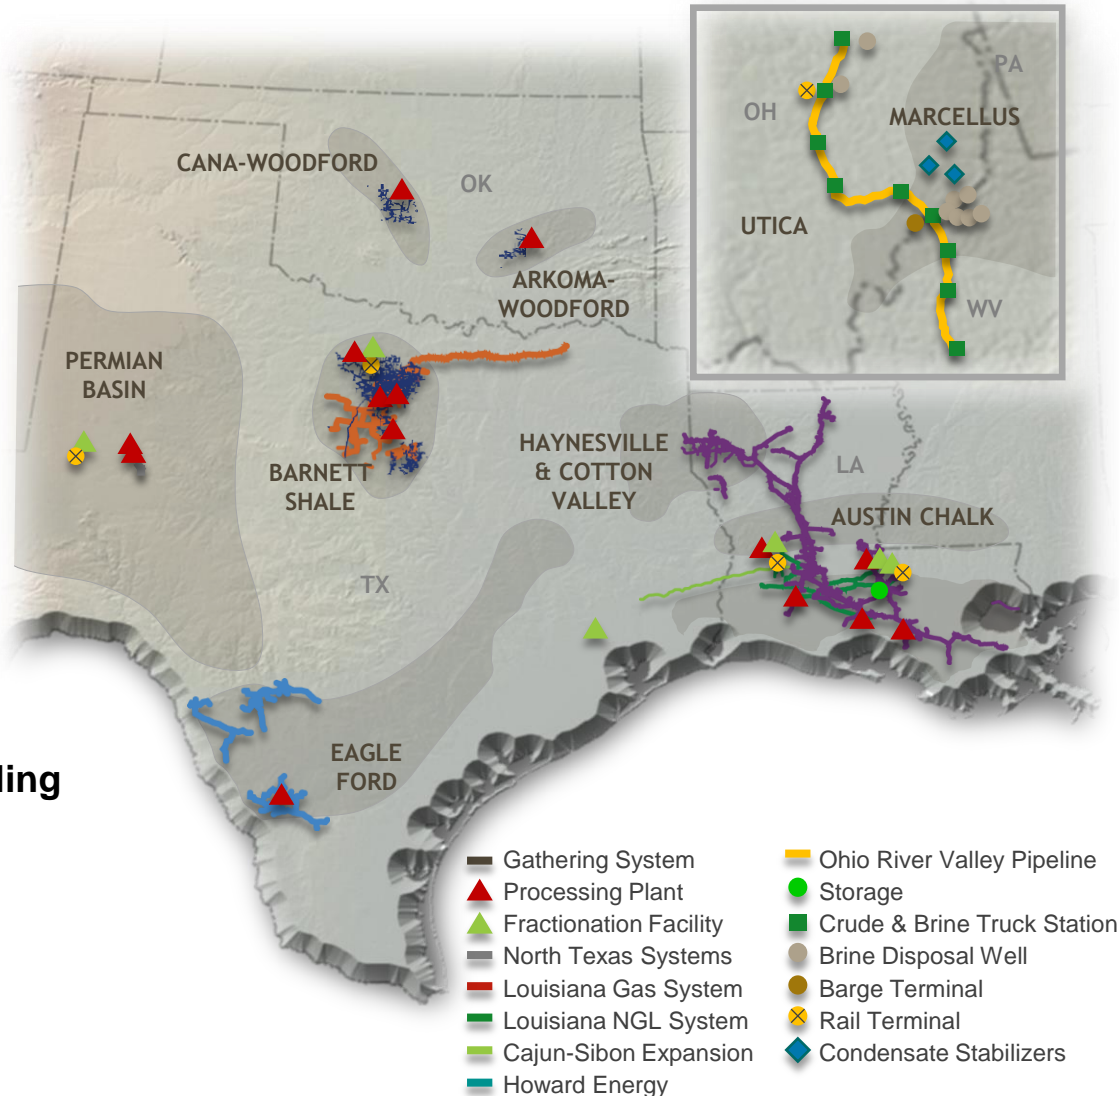 PA
OH
MARCELLUS
UTICA
WV
CANA-WOODFORD
OK
ARKOMA-
WOODFORD
PERMIAN
BASIN
BARNETT
SHALE
HAYNESVILLE
& COTTON
VALLEY
LA
AUSTIN CHALK
TX
EAGLE
FORD
ling
Gathering System
Processing Plant
Fractionation Facility
North Texas Systems
Louisiana Gas System
Louisiana NGL System
Cajun-Sibon Expansion
Howard Energy
Ohio River Valley Pipeline
Storage
Crude & Brine Truck Station
Brine Disposal Well
Barge Terminal
Rail Terminal
Condensate Stabilizers